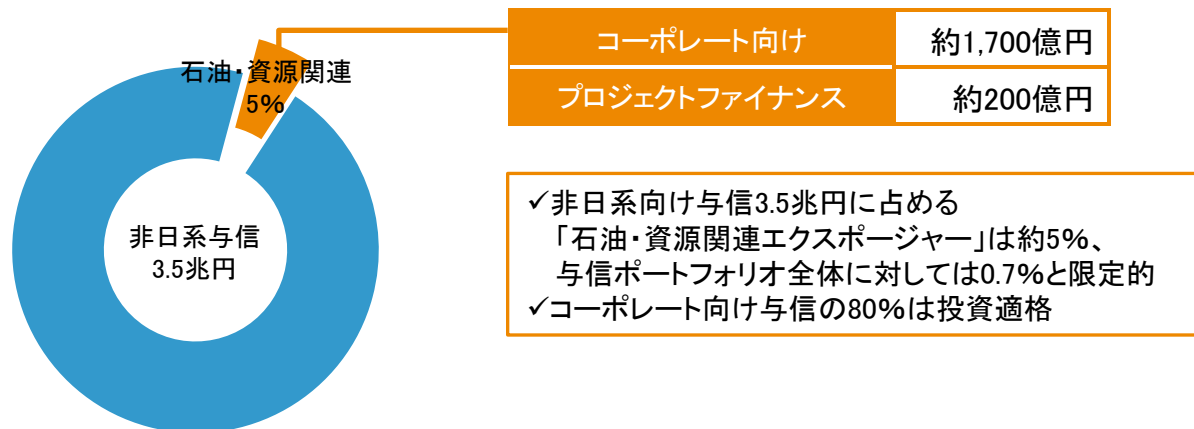 石油・資源関連
5%
非日系与信
3.5兆円
コーポレート向け 約1,700億円
プロジェクトファイナンス 約200億円
✓非日系向け与信3.5兆円に占める
「石油・資源関連エクスポージャー」は約5%、
与信ポートフォリオ全体に対しては0.7%と限定的
✓コーポレート向け与信の80%は投資適格